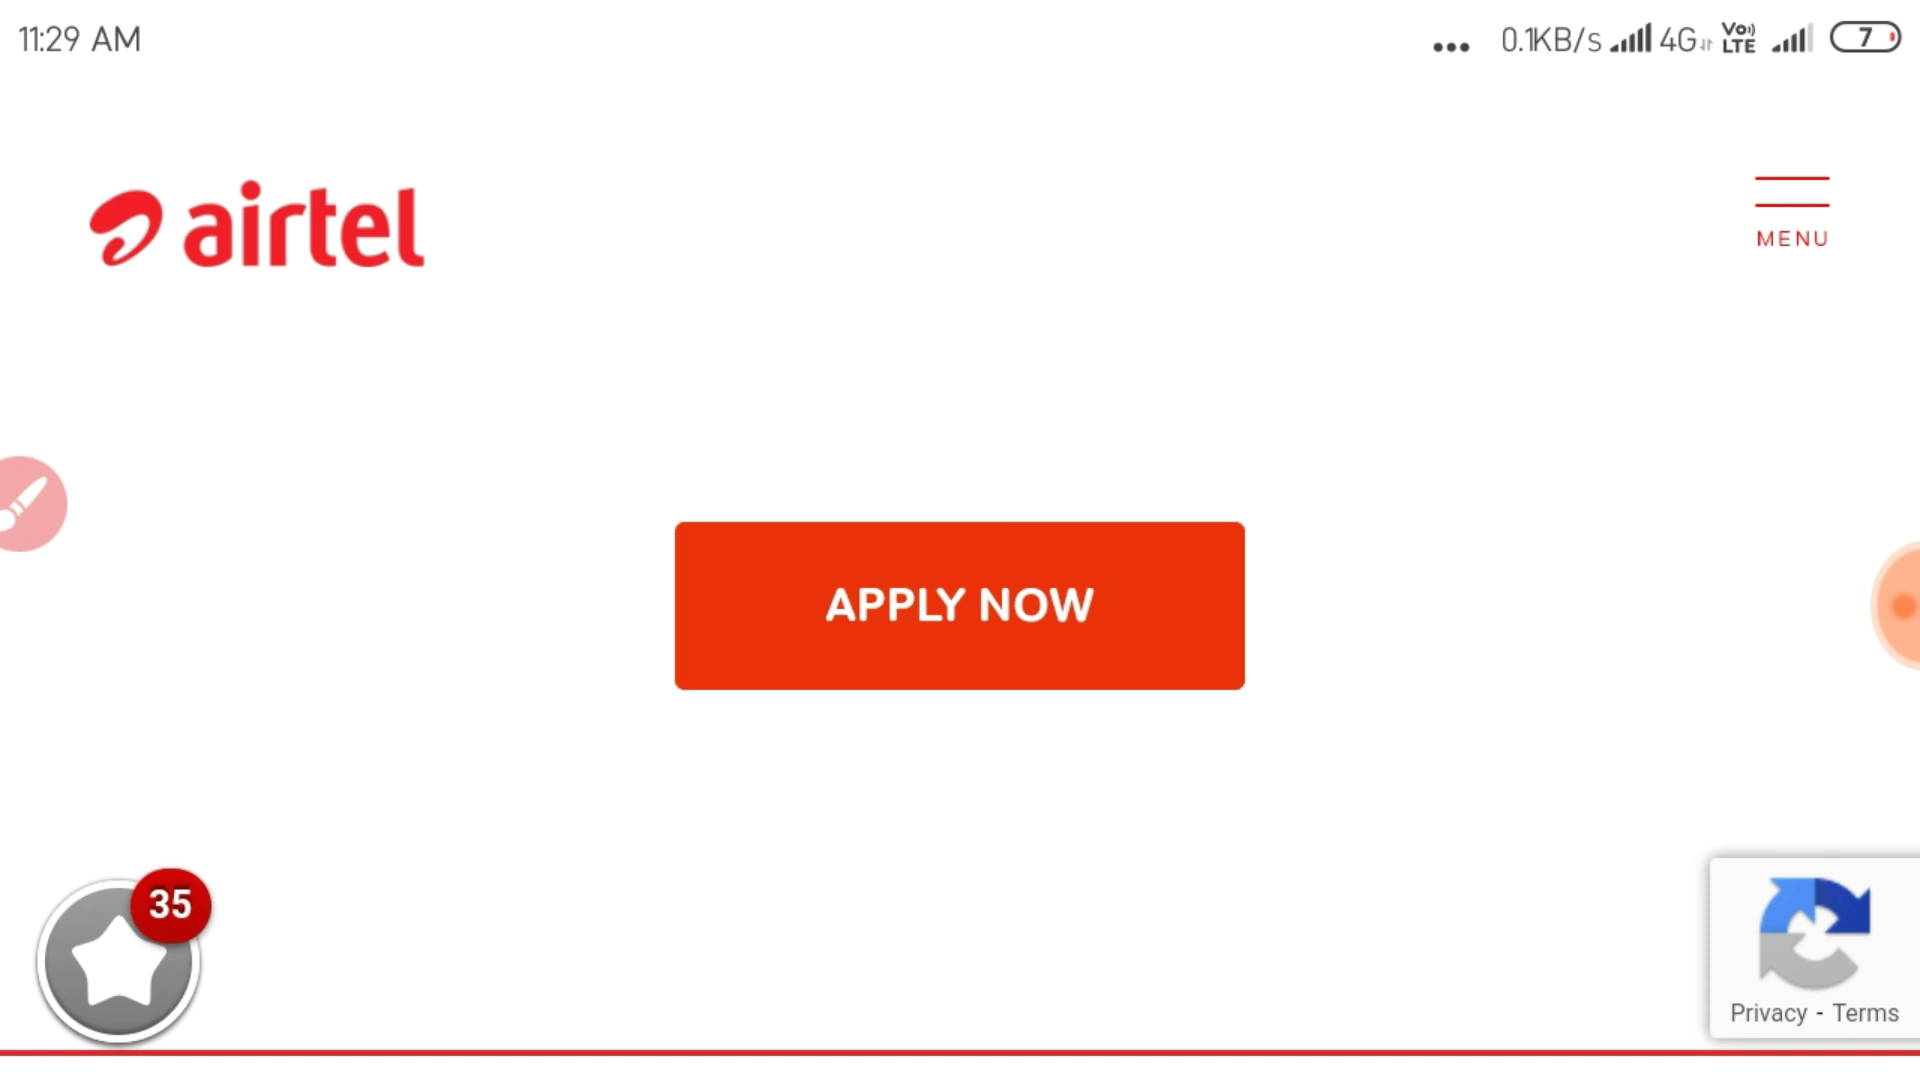 11:29 AM
... 0.1KB/s 4G Vo) LTE 7
airtel
MENU
APPLY NOW
35
Privacy - Terms